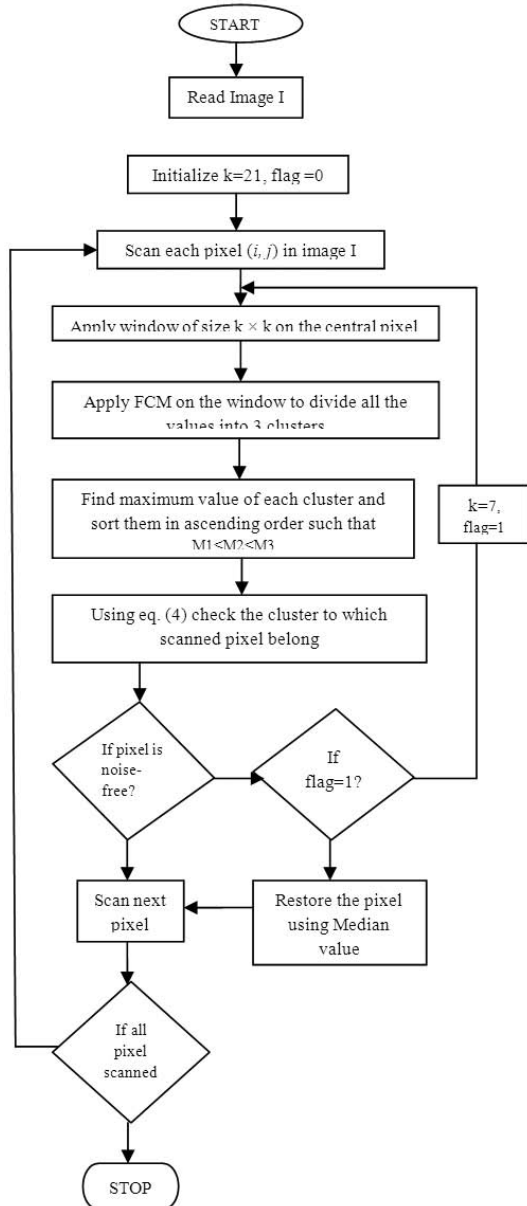 START
Read Image I
Initialize k=21, flag =0
Scan each pixel (i, j) in image I
Apply window of size k × k on the central pixel
Apply FCM on the window to divide all the
values into 3 clusters
Find maximum value of each cluster and
sort them in ascending order such that
M1<M2<M3
k=7,
flag=1
Using eq. (4) check the cluster to which
scanned pixel belong
If pixel is
noise-
free?
If
flag=1?
Scan next
pixel
Restore the pixel
using Median
value
If all
pixel
scanned
STOP